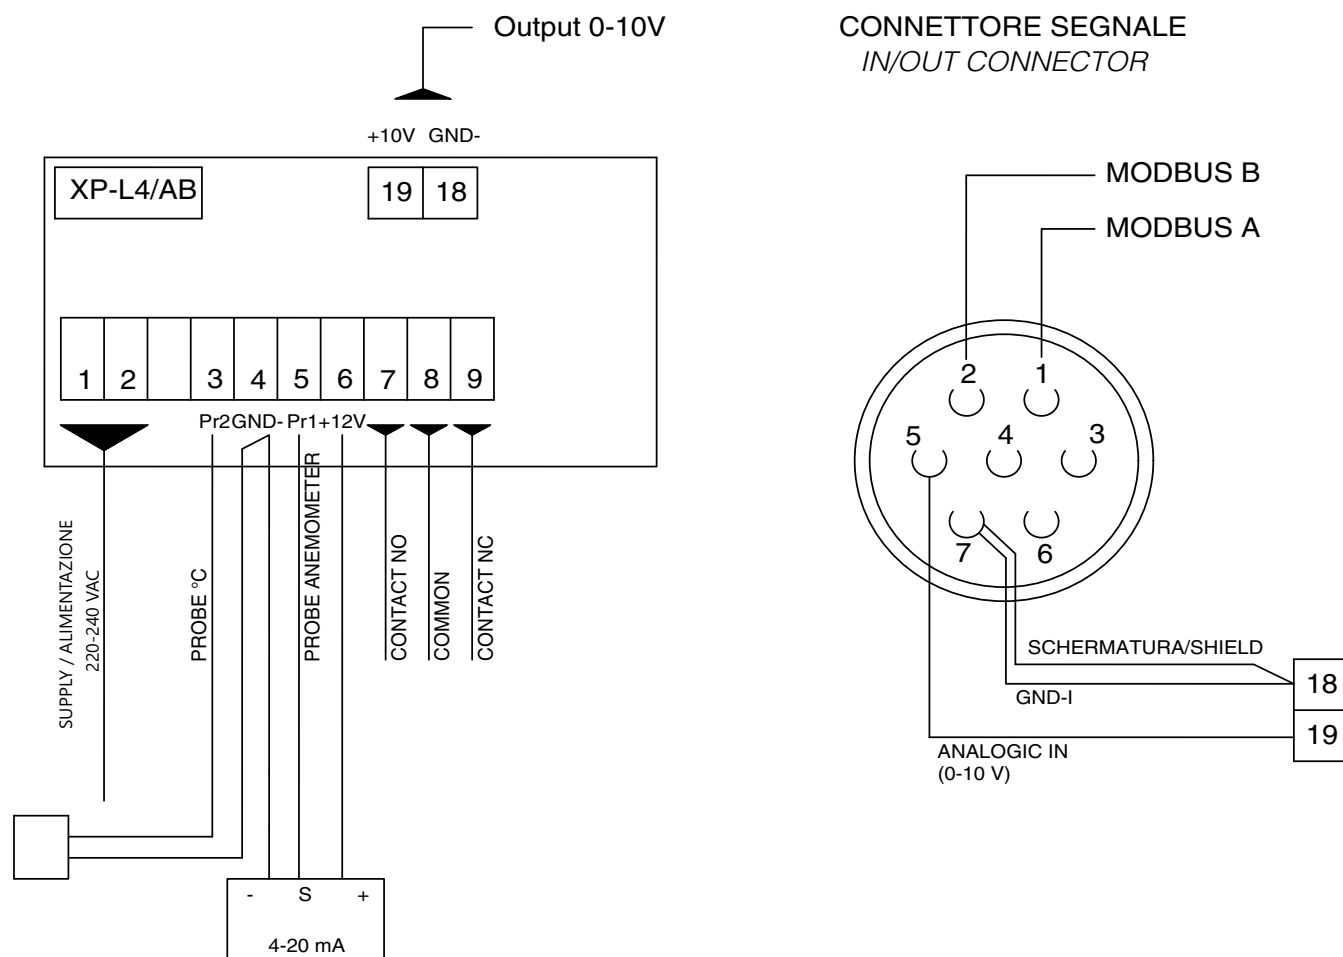 Output 0-10V
+10V GND-
XP-L4/AB
19 18
1 2 3 4 5 6 7 8 9
Pr2 GND- Pr1 +12V
SUPPLY / ALIMENTAZIONE
220-240 VAC
PROBE °C
PROBE ANEMOMETER
CONTACT NO
COMMON
CONTACT NC
- S +
4-20 mA
CONNETTORE SEGNALE
IN/OUT CONNECTOR
MODBUS B
MODBUS A
2 1
5 4 3
7 6
SCHERMATURA/SHIELD
18
GND-I
19
ANALOGIC IN
(0-10 V)